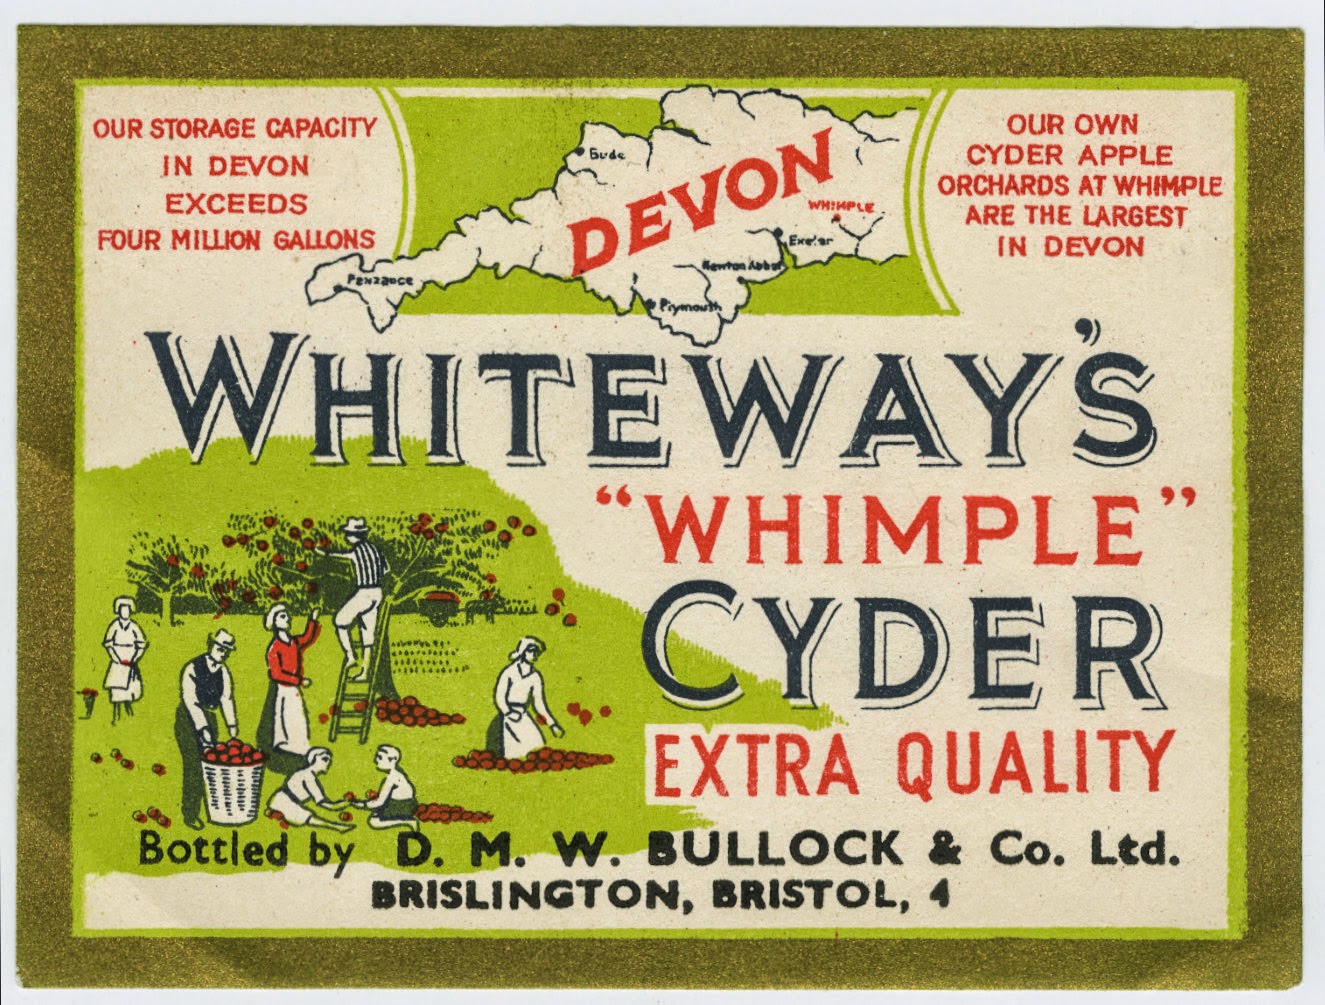 OUR STORAGE CAPACITY
IN DEVON
EXCEEDS
FOUR MILLION GALLONS
Bude
DEVON
WHIMPLE
Exeter
Newton Abbot
Penzance
Plymouth
OUR OWN
CYDER APPLE
ORCHARDS AT WHIMPLE
ARE THE LARGEST
IN DEVON
WHITEWAY'S
“WHIMPLE”
CYDER
EXTRA QUALITY
Bottled by D. M. W. BULLOCK & Co. Ltd.
BRISLINGTON, BRISTOL, 4